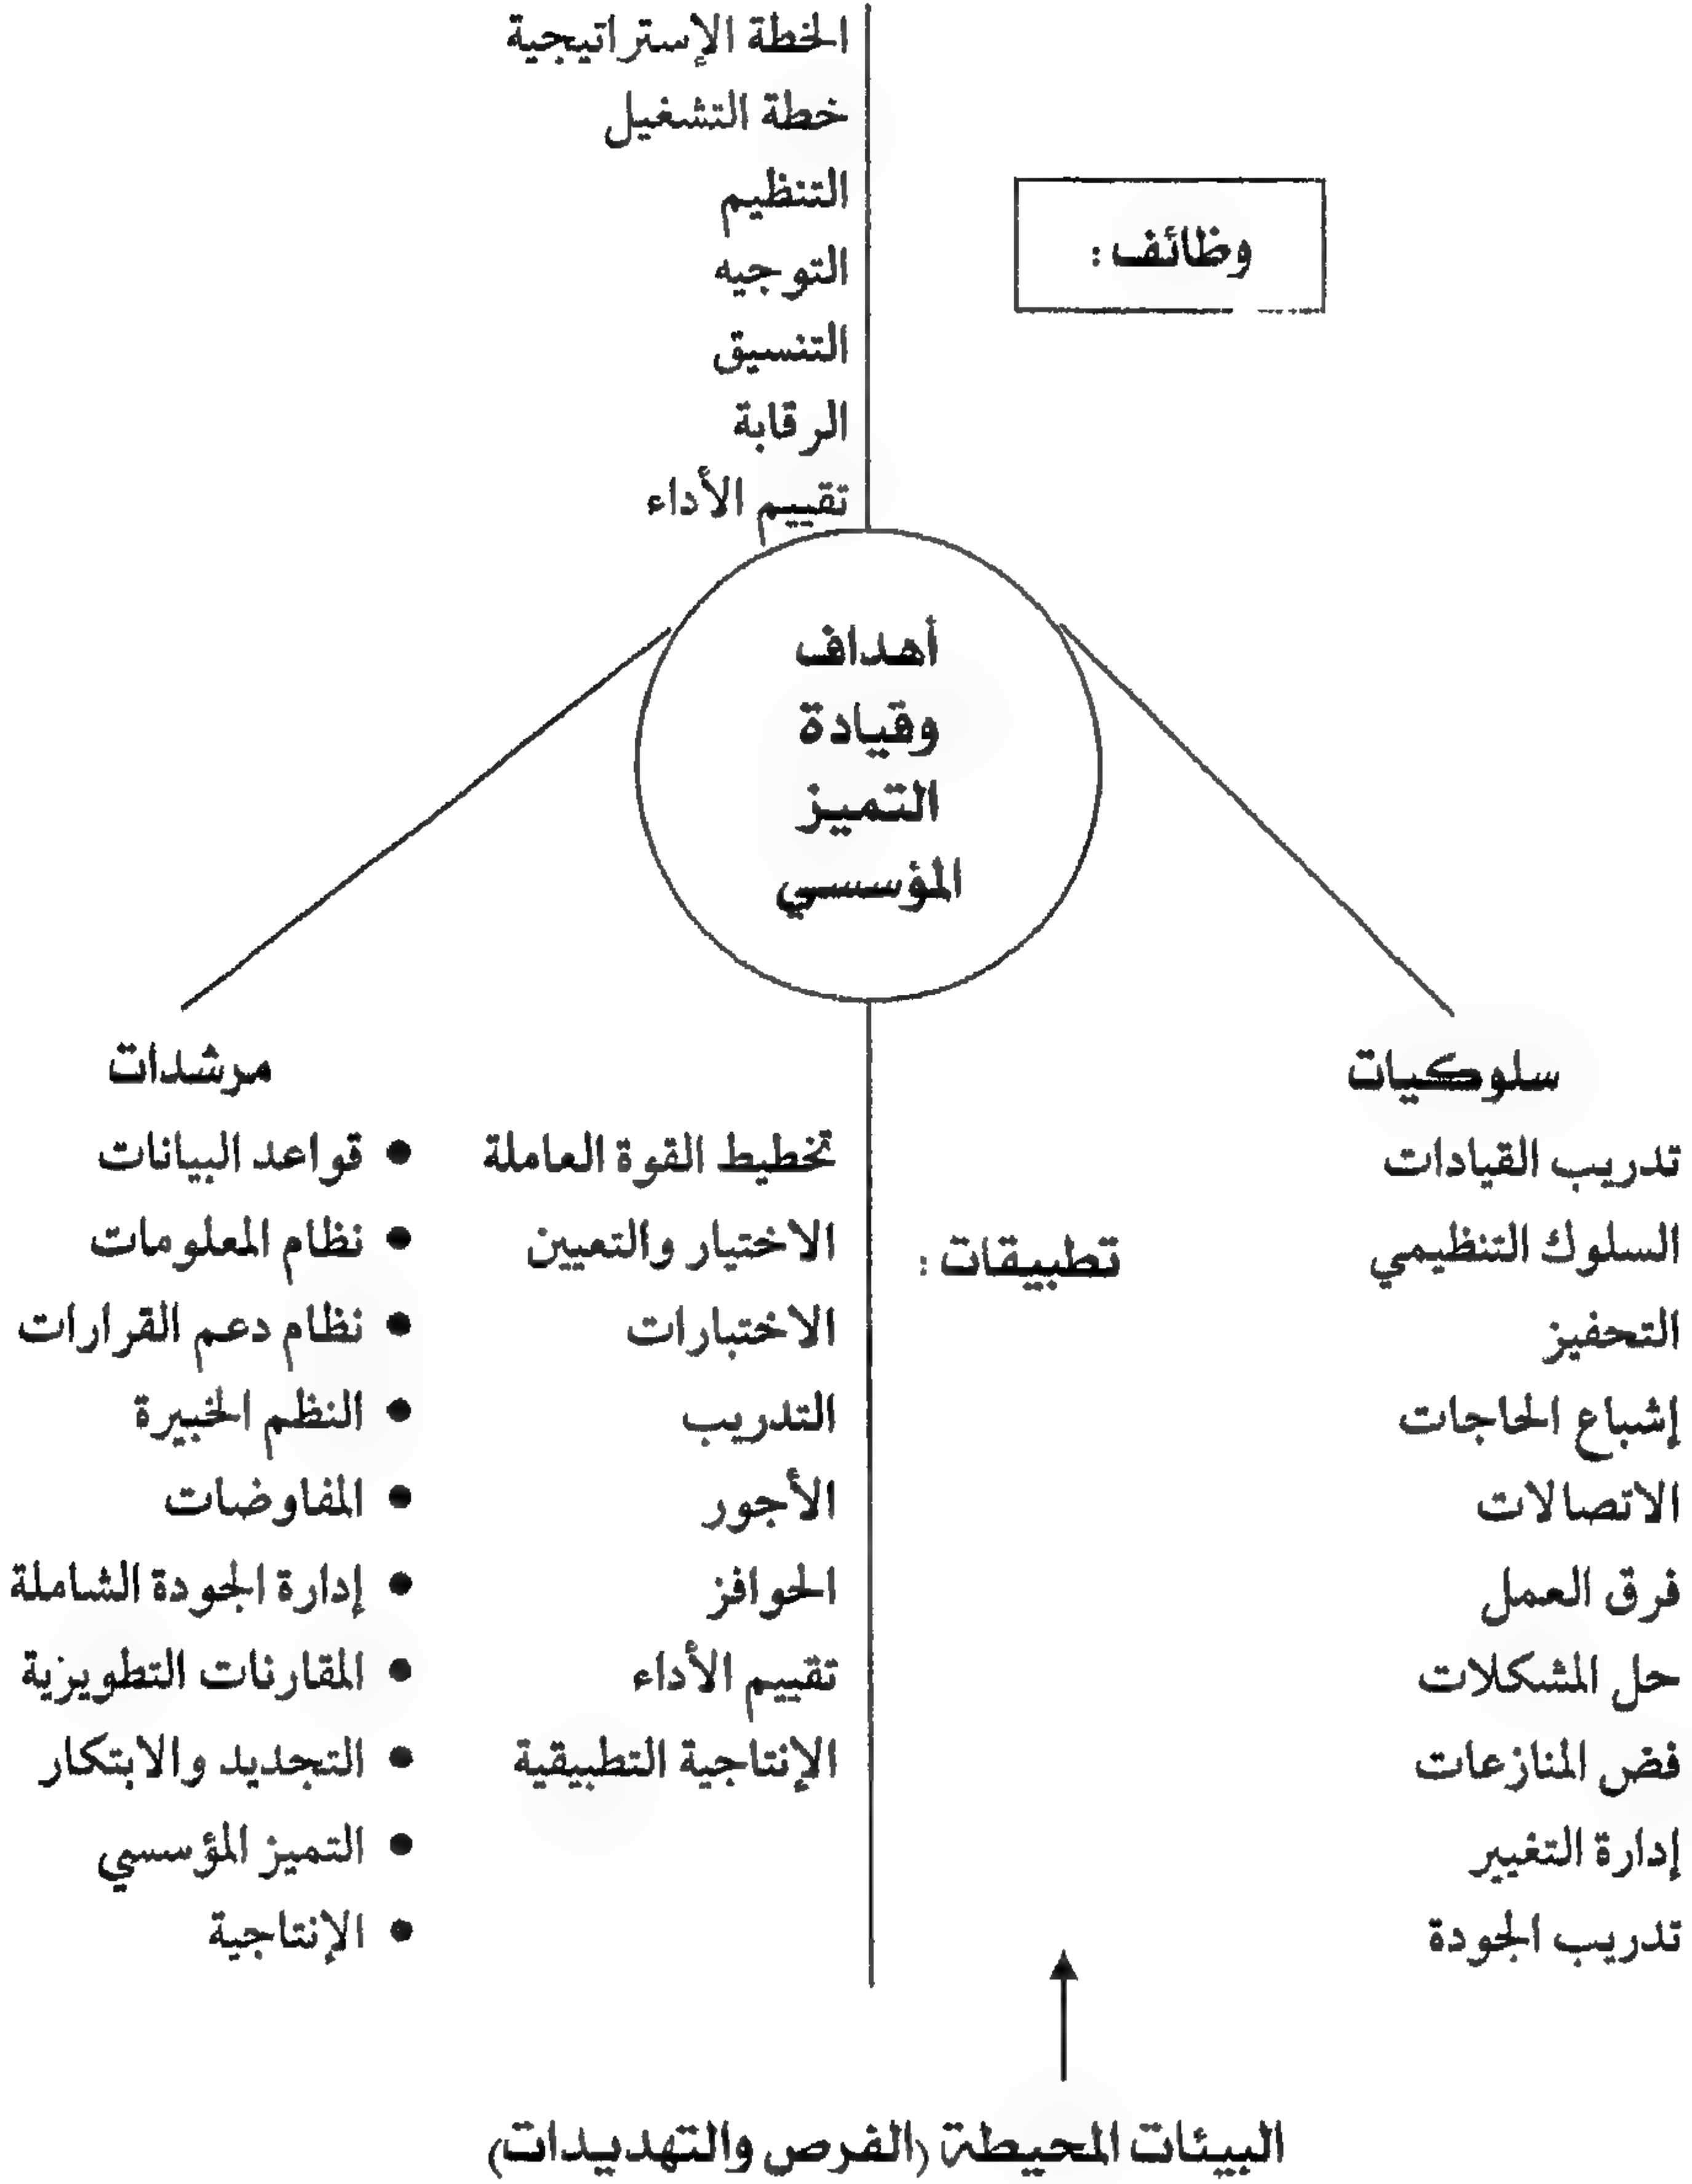 الخطة الإستراتيجية
خطة التشغيل
التنظيم
التوجيه
التنسيق
الرقابة
تقييم الأداء
وظائف :
أهداف
وقيادة
التميز
المؤسسي
سلوكيات
تدريب القيادات
السلوك التنظيمي
التحفيز
إشباع الحاجات
الاتصالات
فرق العمل
حل المشكلات
فض المنازعات
إدارة التغيير
تدريب الجودة
تطبيقات :
تخطيط القوة العاملة
الاختيار والتعيين
الاختبارات
التدريب
الأجور
الحوافز
تقييم الأداء
الإنتاجية التطبيقية
مرشدات
• قواعد البيانات
• نظام المعلومات
• نظام دعم القرارات
• النظم الخبيرة
• المفاوضات
• إدارة الجودة الشاملة
• المقارنات التطويزية
• التجديد والابتكار
• التميز المؤسسي
• الإنتاجية
البيئات المحيطة (الفرص والتهديدات)